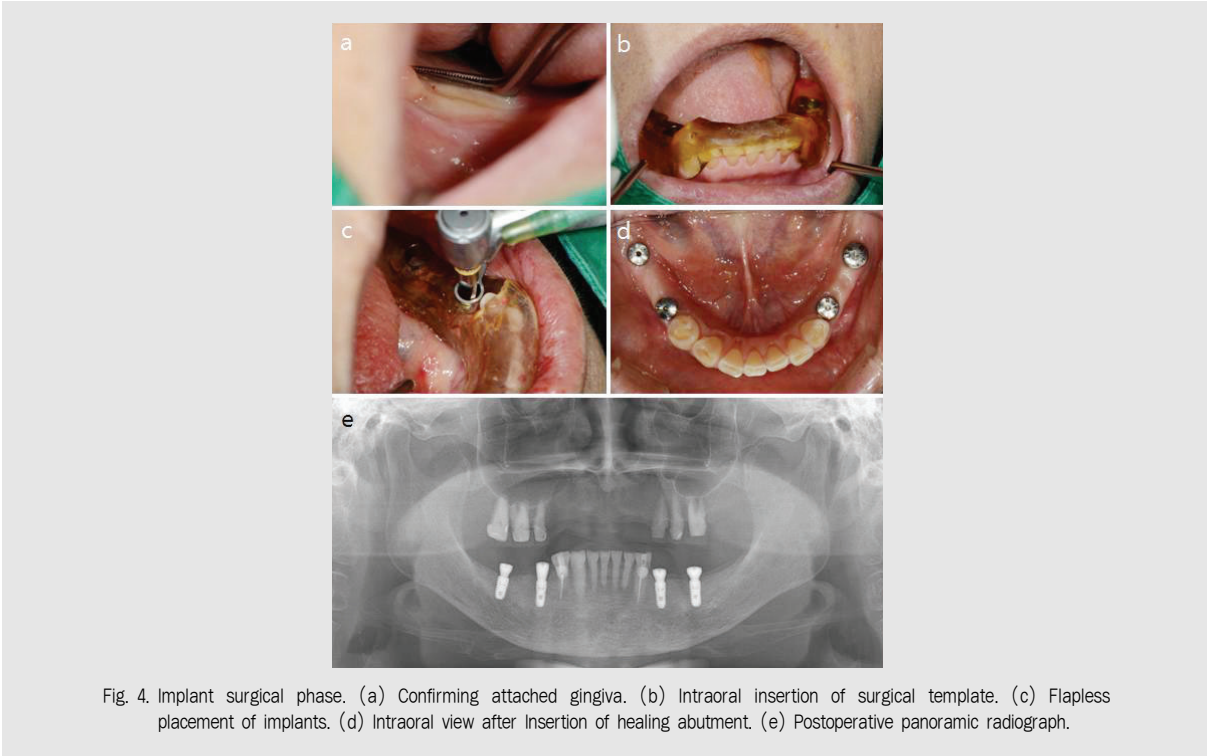 a
b
c
d
e
Fig. 4. Implant surgical phase. (a) Confirming attached gingiva. (b) Intraoral insertion of surgical template. (c) Flapless
placement of implants. (d) Intraoral view after Insertion of healing abutment. (e) Postoperative panoramic radiograph.